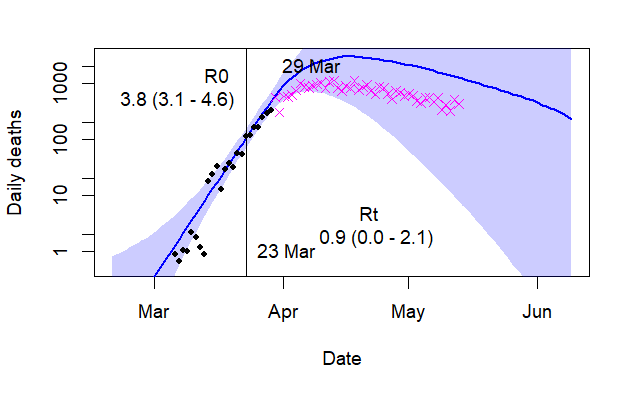 29 Mar
R0
3.8 (3.1 - 4.6)
Rt
0.9 (0.0 - 2.1)
23 Mar
Daily deaths
1000
100
10
1
Mar Apr May Jun
Date